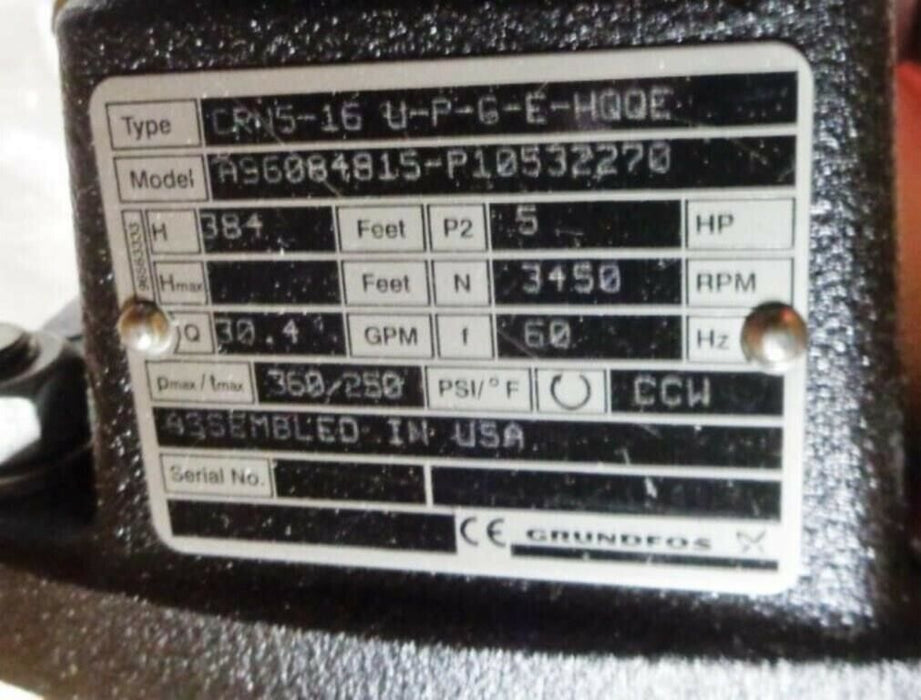 Type CRN5-16 U-P-G-E-HQQE
Model A96084815-P10532270
H 384 Feet P2 5 HP
Hmax Feet N 3450 RPM
Q 30.4 GPM f 60 Hz
pmax/tmax 360/250 PSI/°F CCW
ASSEMBLED IN USA
Serial No.
CE GRUNDFOS